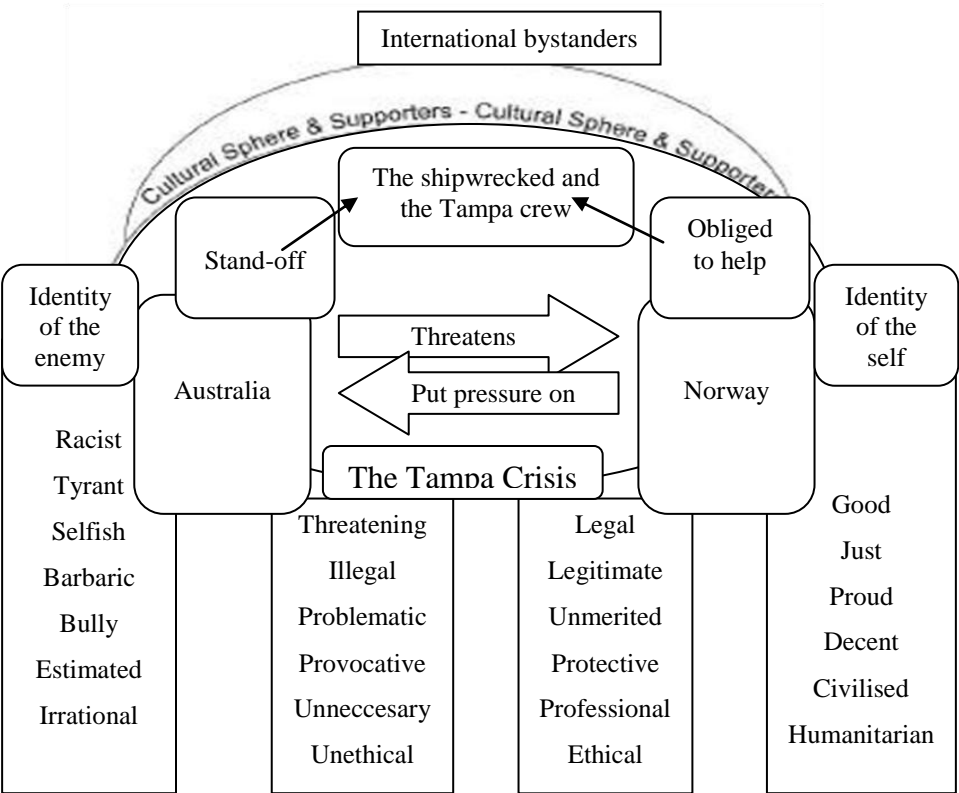 International bystanders
Cultural Sphere & Supporters - Cultural Sphere & Supporters
The shipwrecked and
the Tampa crew
Stand-off
Obliged
to help
Identity
of the
enemy
Identity
of the
self
Threatens
Put pressure on
Australia
Norway
The Tampa Crisis
Racist
Tyrant
Selfish
Barbaric
Bully
Estimated
Irrational
Threatening
Illegal
Problematic
Provocative
Unneccesary
Unethical
Legal
Legitimate
Unmerited
Protective
Professional
Ethical
Good
Just
Proud
Decent
Civilised
Humanitarian